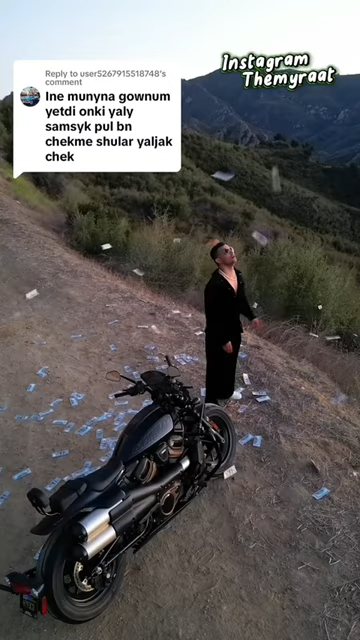 Instagram
Themyraat
Reply to user5267915518748's
comment
Ine munyna gownum
yetdi onki yaly
samsyk pul bn
chekme shular yaljak
chek